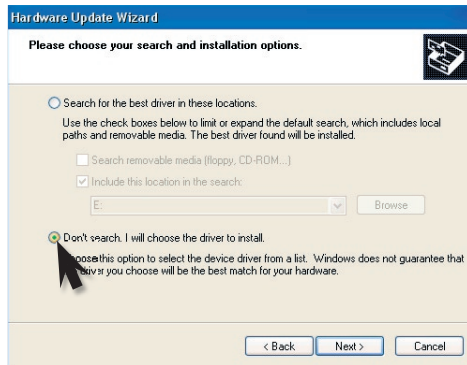 Hardware Update Wizard
Please choose your search and installation options.
Search for the best driver in these locations.
Use the check boxes below to limit or expand the default search, which includes local
paths and removable media. The best driver found will be installed.
Search removable media (floppy, CD-ROM...)
Include this location in the search:
E:
Browse
Don't search. I will choose the driver to install.
this option to select the device driver from a list. Windows does not guarantee that
driver you choose will be the best match for your hardware.
< Back
Next >
Cancel